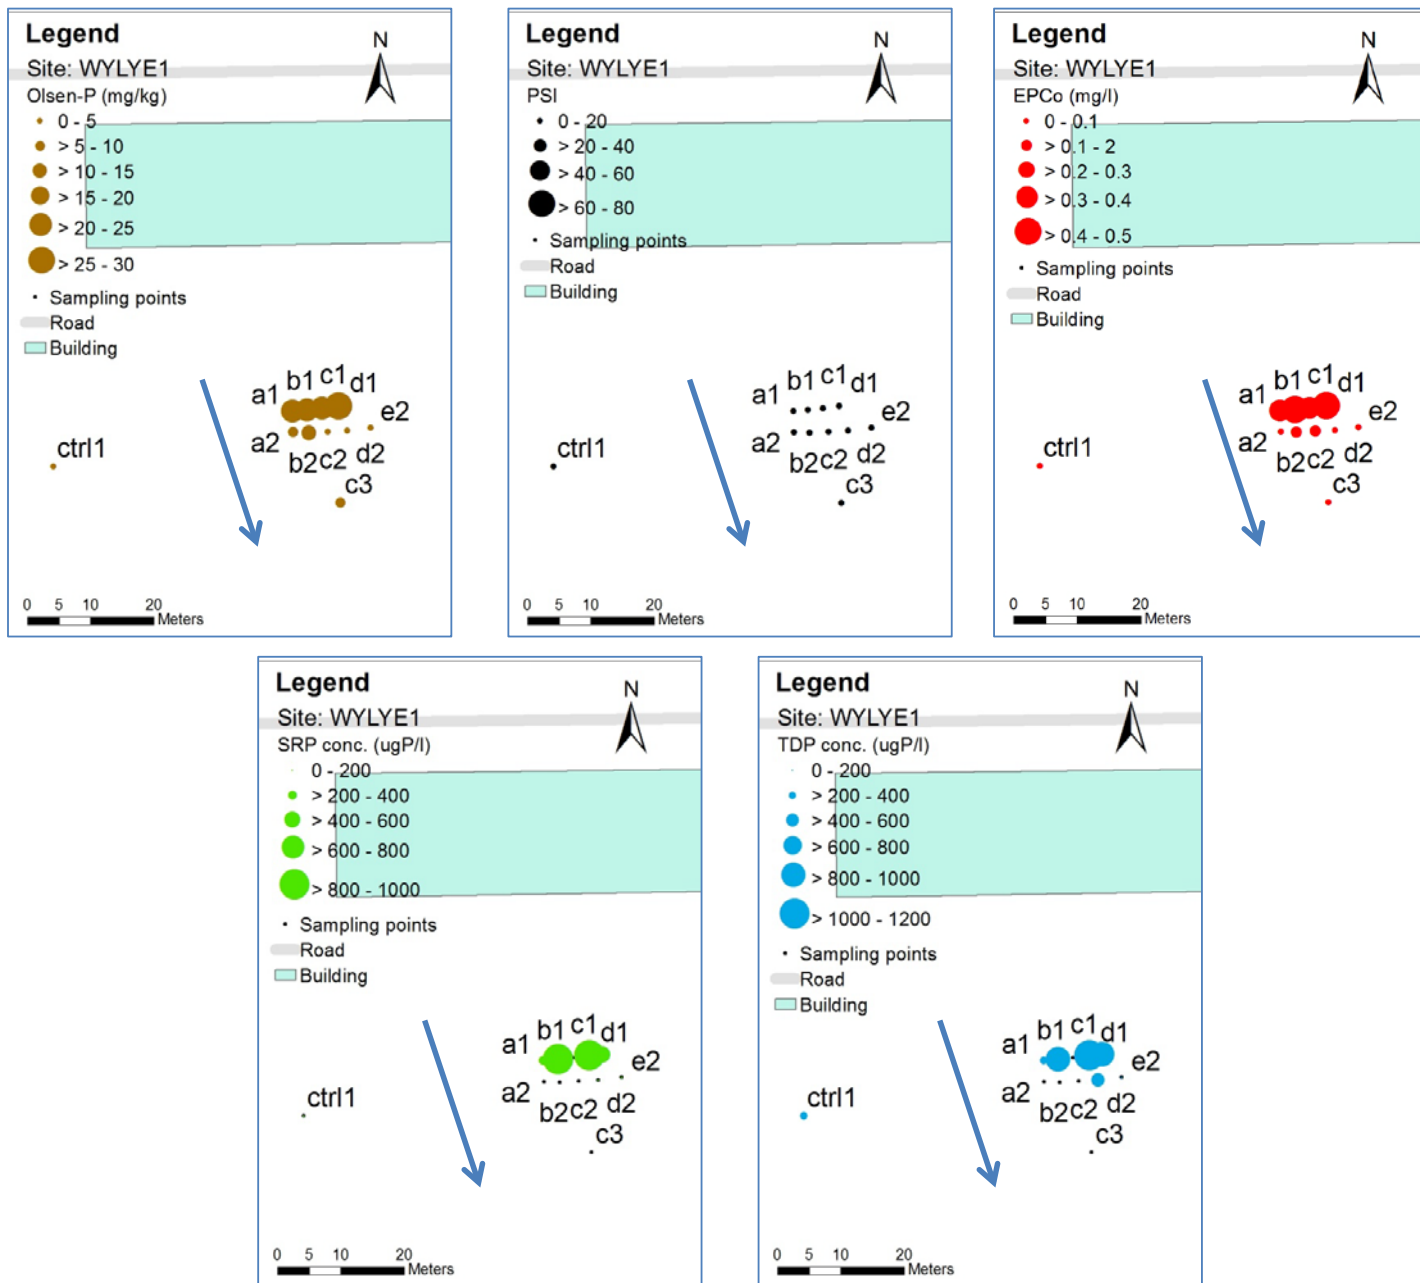 Legend
N
Site: WYLYE1
Olsen-P (mg/kg)
0 - 5
> 5 - 10
> 10 - 15
> 15 - 20
> 20 - 25
> 25 - 30
Sampling points
Road
Building
a1 b1 c1 d1
e2
a2 b2 c2 d2
c3
ctrl1
0 5 10 20
Meters
Legend
N
Site: WYLYE1
PSI
0 - 20
> 20 - 40
> 40 - 60
> 60 - 80
Sampling points
Road
Building
a1 b1 c1 d1
e2
a2 b2 c2 d2
c3
ctrl1
0 5 10 20
Meters
Legend
N
Site: WYLYE1
EPCo (mg/l)
0 - 0.1
> 0.1 - 2
> 0.2 - 0.3
> 0.3 - 0.4
> 0.4 - 0.5
Sampling points
Road
Building
a1 b1 c1 d1
e2
a2 b2 c2 d2
c3
ctrl1
0 5 10 20
Meters
Legend
N
Site: WYLYE1
SRP conc. (ugP/l)
0 - 200
> 200 - 400
> 400 - 600
> 600 - 800
> 800 - 1000
Sampling points
Road
Building
a1 b1 c1 d1
e2
a2 b2 c2 d2
c3
ctrl1
0 5 10 20
Meters
Legend
N
Site: WYLYE1
TDP conc. (ugP/l)
0 - 200
> 200 - 400
> 400 - 600
> 600 - 800
> 800 - 1000
> 1000 - 1200
Sampling points
Road
Building
a1 b1 c1 d1
e2
a2 b2 c2 d2
c3
ctrl1
0 5 10 20
Meters